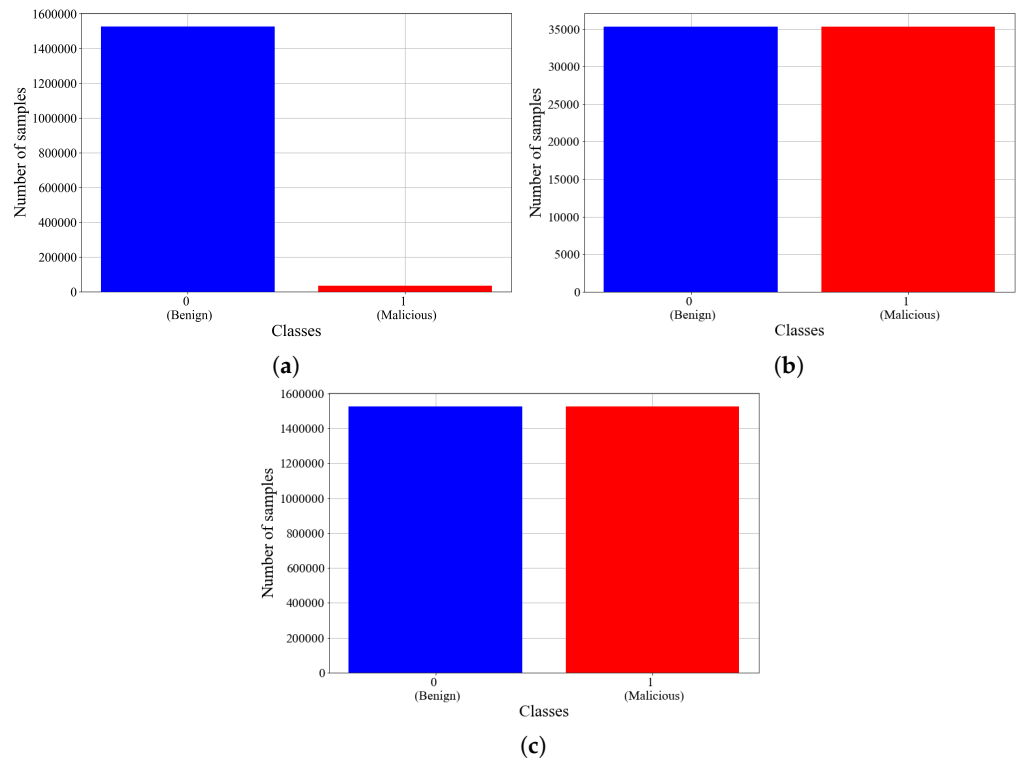 Number of samples
1600000
1400000
1200000
1000000
800000
600000
400000
200000
0
0
(Benign)
1
(Malicious)
Classes
(a)
Number of samples
35000
30000
25000
20000
15000
10000
5000
0
0
(Benign)
1
(Malicious)
Classes
(b)
Number of samples
1600000
1400000
1200000
1000000
800000
600000
400000
200000
0
0
(Benign)
1
(Malicious)
Classes
(c)